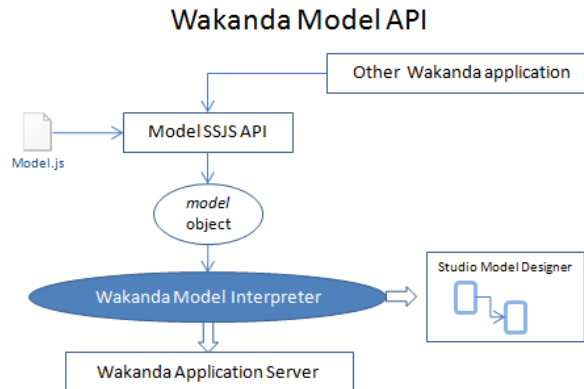 Wakanda Model API
Other Wakanda application
Model SSJS API
Model.js
model
object
Studio Model Designer
Wakanda Model Interpreter
Wakanda Application Server